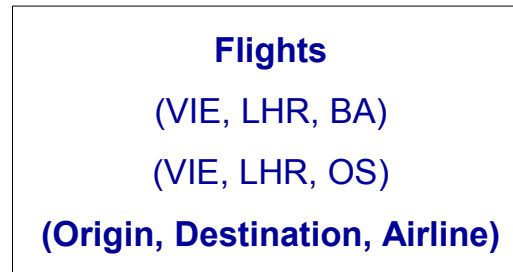 Flights
(VIE, LHR, BA)
(VIE, LHR, OS)
(Origin, Destination, Airline)